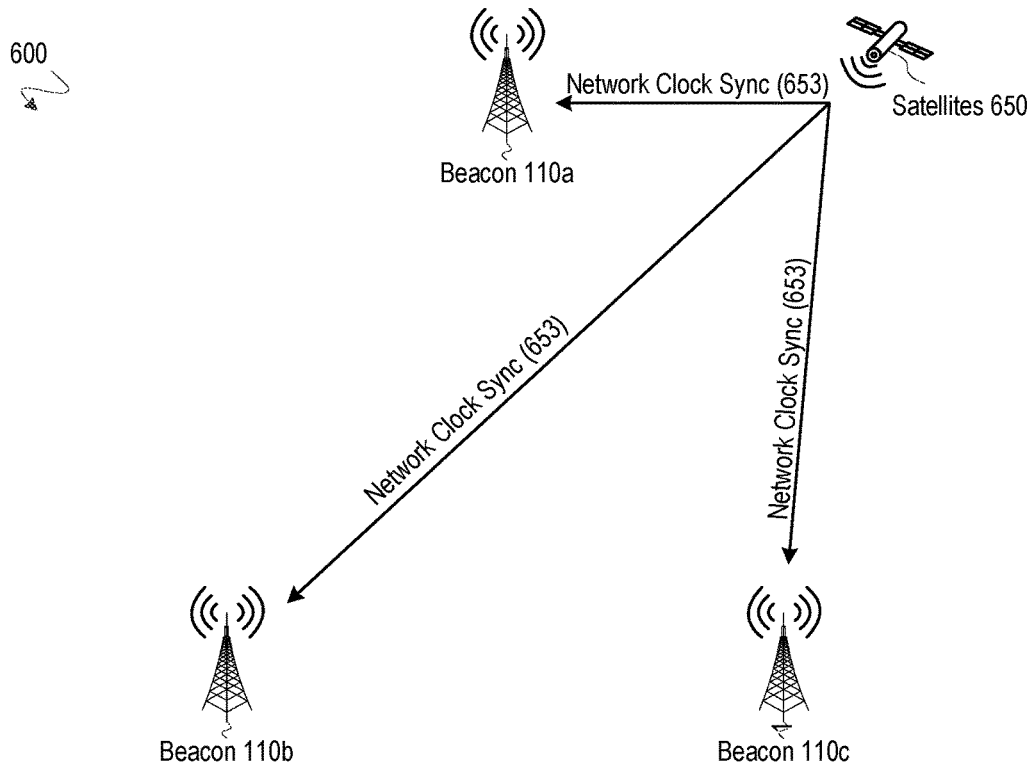 600
Network Clock Sync (653)
Satellites 650
Beacon 110a
Network Clock Sync (653)
Network Clock Sync (653)
Beacon 110b
Beacon 110c